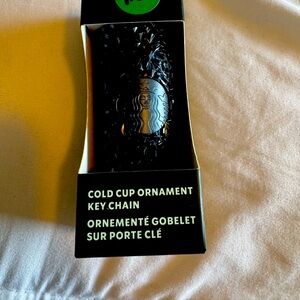 COLD CUP ORNAMENT
KEY CHAIN
ORNEMENTÉ GOBELET
SUR PORTE CLÉ